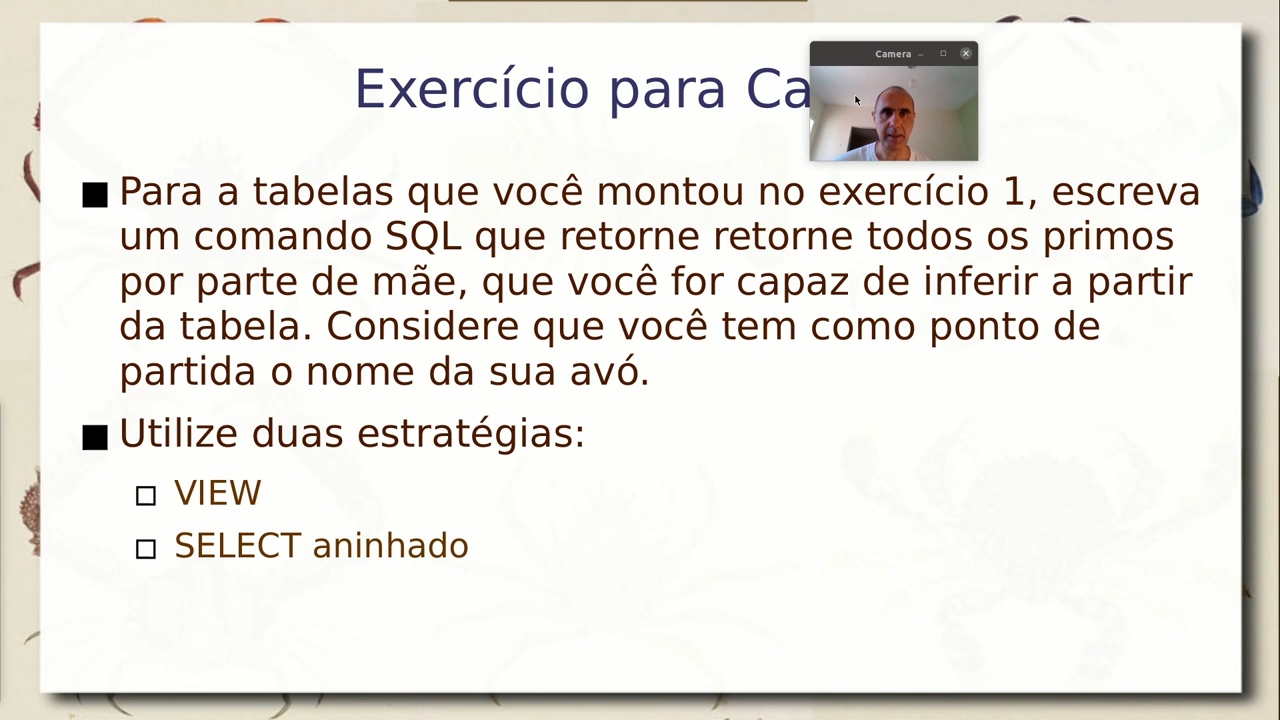 Exercício para Ca
Camera
Para a tabelas que você montou no exercício 1, escreva
um comando SQL que retorne retorne todos os primos
por parte de mãe, que você for capaz de inferir a partir
da tabela. Considere que você tem como ponto de
partida o nome da sua avó.
Utilize duas estratégias:
VIEW
SELECT aninhado